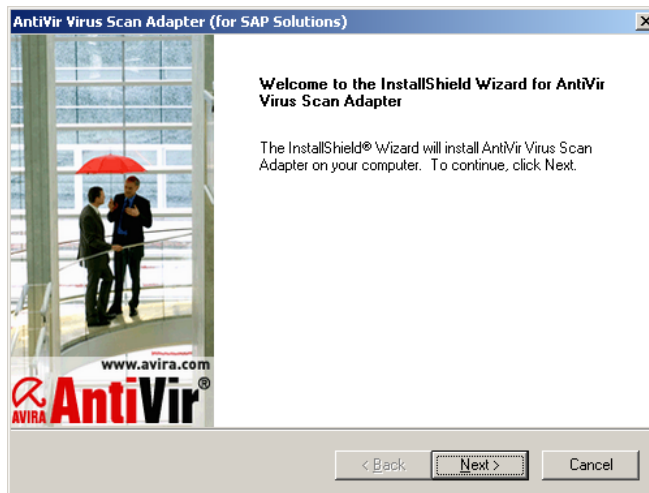 AntiVir Virus Scan Adapter (for SAP Solutions)
Welcome to the InstallShield Wizard for AntiVir
Virus Scan Adapter
The InstallShield® Wizard will install AntiVir Virus Scan
Adapter on your computer. To continue, click Next.
www.avira.com
AVIRA AntiVir®
< Back Next > Cancel